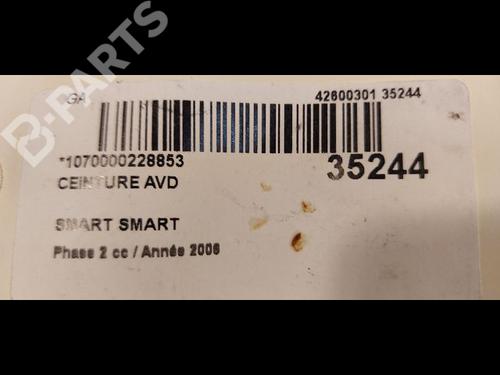 B-PARTS
42600301 35244
*1070000228853
35244
CEINTURE AVD
SMART SMART
Phase 2 cc / Année 2006